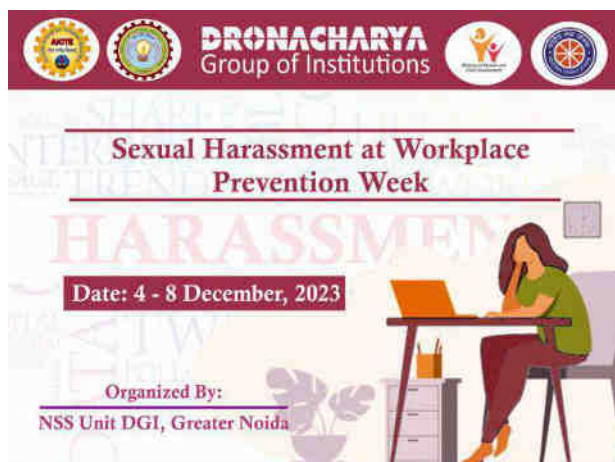 DRONACHARYA
Group of Institutions
Sexual Harassment at Workplace
Prevention Week
HARASSMEN
Date: 4 - 8 December, 2023
Organized By:
NSS Unit DGI, Greater Noida